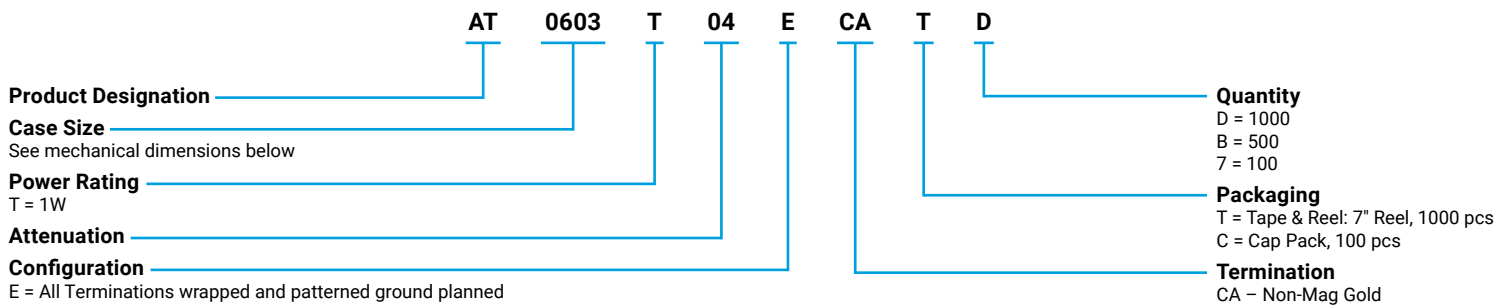 AT 0603 T 04 E CA T D
Product Designation
Case Size
See mechanical dimensions below
Power Rating
T = 1W
Attenuation
Configuration
E = All Terminations wrapped and patterned ground planned
Quantity
D = 1000
B = 500
7 = 100
Packaging
T = Tape & Reel: 7" Reel, 1000 pcs
C = Cap Pack, 100 pcs
Termination
CA – Non-Mag Gold